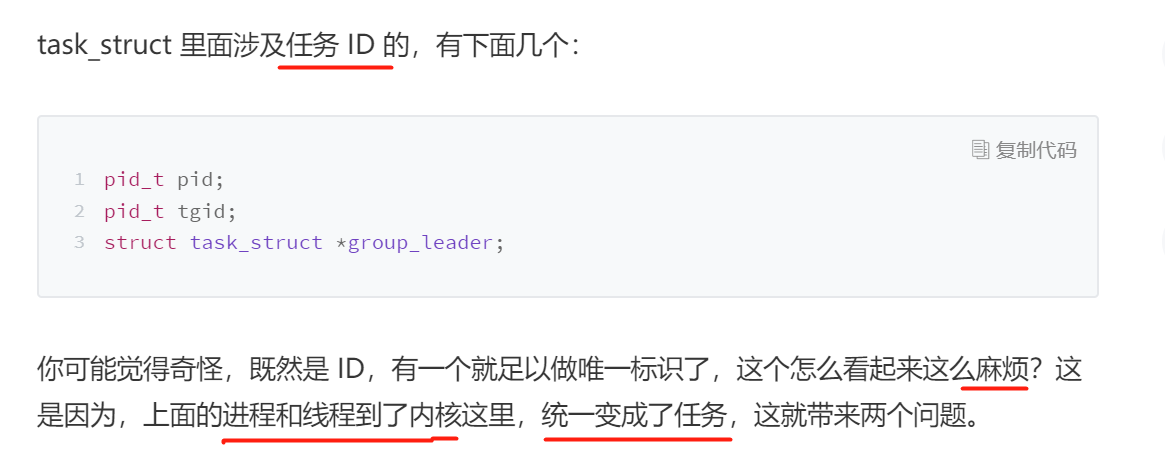 task_struct 里面涉及任务 ID 的，有下面几个：
复制代码
1 pid_t pid;
2 pid_t tgid;
3 struct task_struct *group_leader;
你可能觉得奇怪，既然是 ID，有一个就足以做唯一标识了，这个怎么看起来这么麻烦？这
是因为，上面的进程和线程到了内核这里，统一变成了任务，这就带来两个问题。